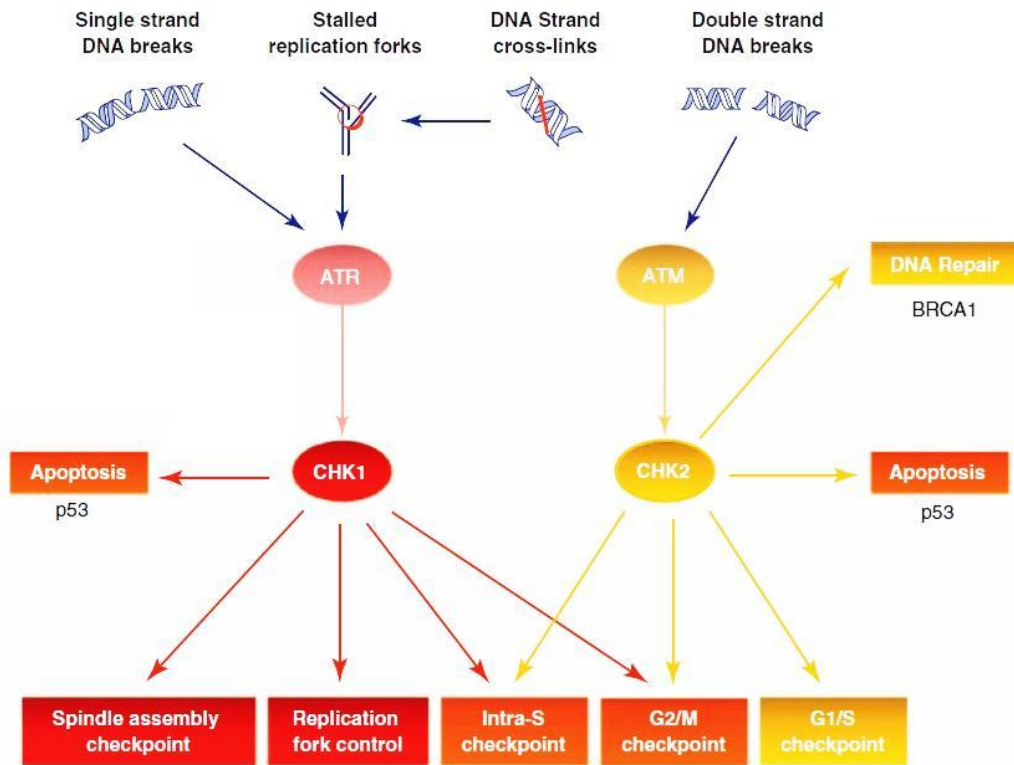 Single strand
DNA breaks
Stalled
replication forks
DNA Strand
cross-links
Double strand
DNA breaks
ATR
ATM
DNA Repair
BRCA1
Apoptosis
p53
CHK1
CHK2
Apoptosis
p53
Spindle assembly
checkpoint
Replication
fork control
Intra-S
checkpoint
G2/M
checkpoint
G1/S
checkpoint